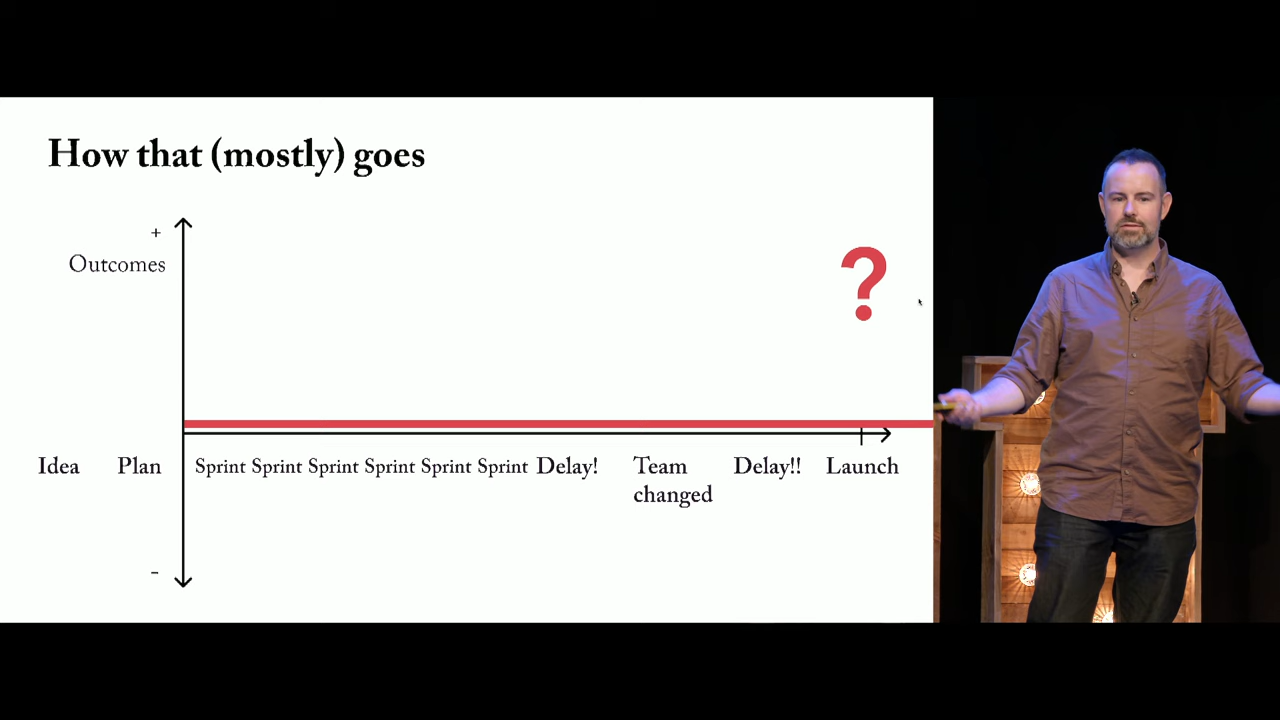 How that (mostly) goes
+
Outcomes
?
Idea Plan Sprint Sprint Sprint Sprint Sprint Sprint Delay! Team changed Delay!! Launch
-